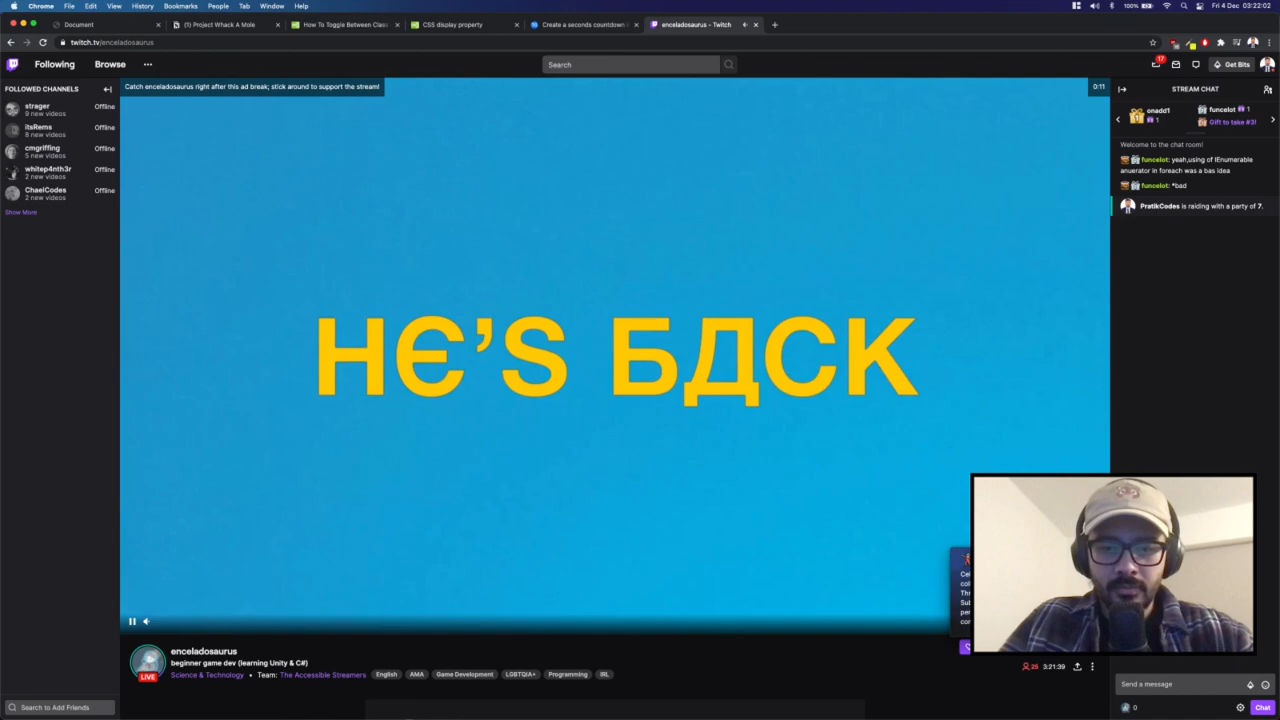 Chrome File Edit View History Bookmarks People Tab Window Help
100% Fri 4 Dec 03:22:02
Document
(1) Project Whack A Mole
How To Toggle Between Class
CSS display property
Create a seconds countdown
enceladosaurus - Twitch
twitch.tv/enceladosaurus
Following Browse
Search
17
Get Bits
FOLLOWED CHANNELS
strager Offline
9 new videos
itsRems Offline
8 new videos
cmgriffing Offline
5 new videos
whitep4nth3r Offline
2 new videos
ChaelCodes Offline
2 new videos
Show More
Catch enceladosaurus right after this ad break; stick around to support the stream!
0:11
HЄ’S БДCK
STREAM CHAT
onadd1
1
funcelot 1
Gift to take #3!
Welcome to the chat room!
funcelot: yeah,using of IEnumerable
anuerator in foreach was a bas idea
funcelot: *bad
PratikCodes is raiding with a party of 7.
enceladosaurus
LIVE
beginner game dev (learning Unity & C#)
Science & Technology • Team: The Accessible Streamers
English AMA Game Development LGBTQIA+ Programming IRL
25 3:21:39
Send a message
0
Chat
Search to Add Friends